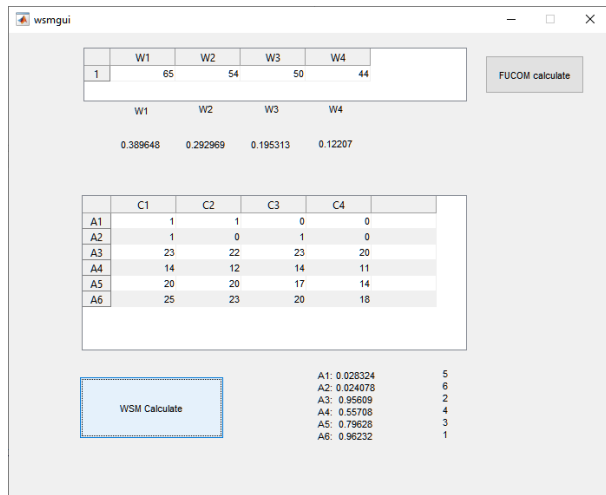 wsmgui
W1 W2 W3 W4
1 65 54 50 44
FUCOM calculate
W1 W2 W3 W4
0.389648 0.292969 0.195313 0.12207
C1 C2 C3 C4
A1 1 1 0 0
A2 1 0 1 0
A3 23 22 23 20
A4 14 12 14 11
A5 20 20 17 14
A6 25 23 20 18
WSM Calculate
A1: 0.028324 5
A2: 0.024078 6
A3: 0.95609 2
A4: 0.55708 4
A5: 0.79628 3
A6: 0.96232 1